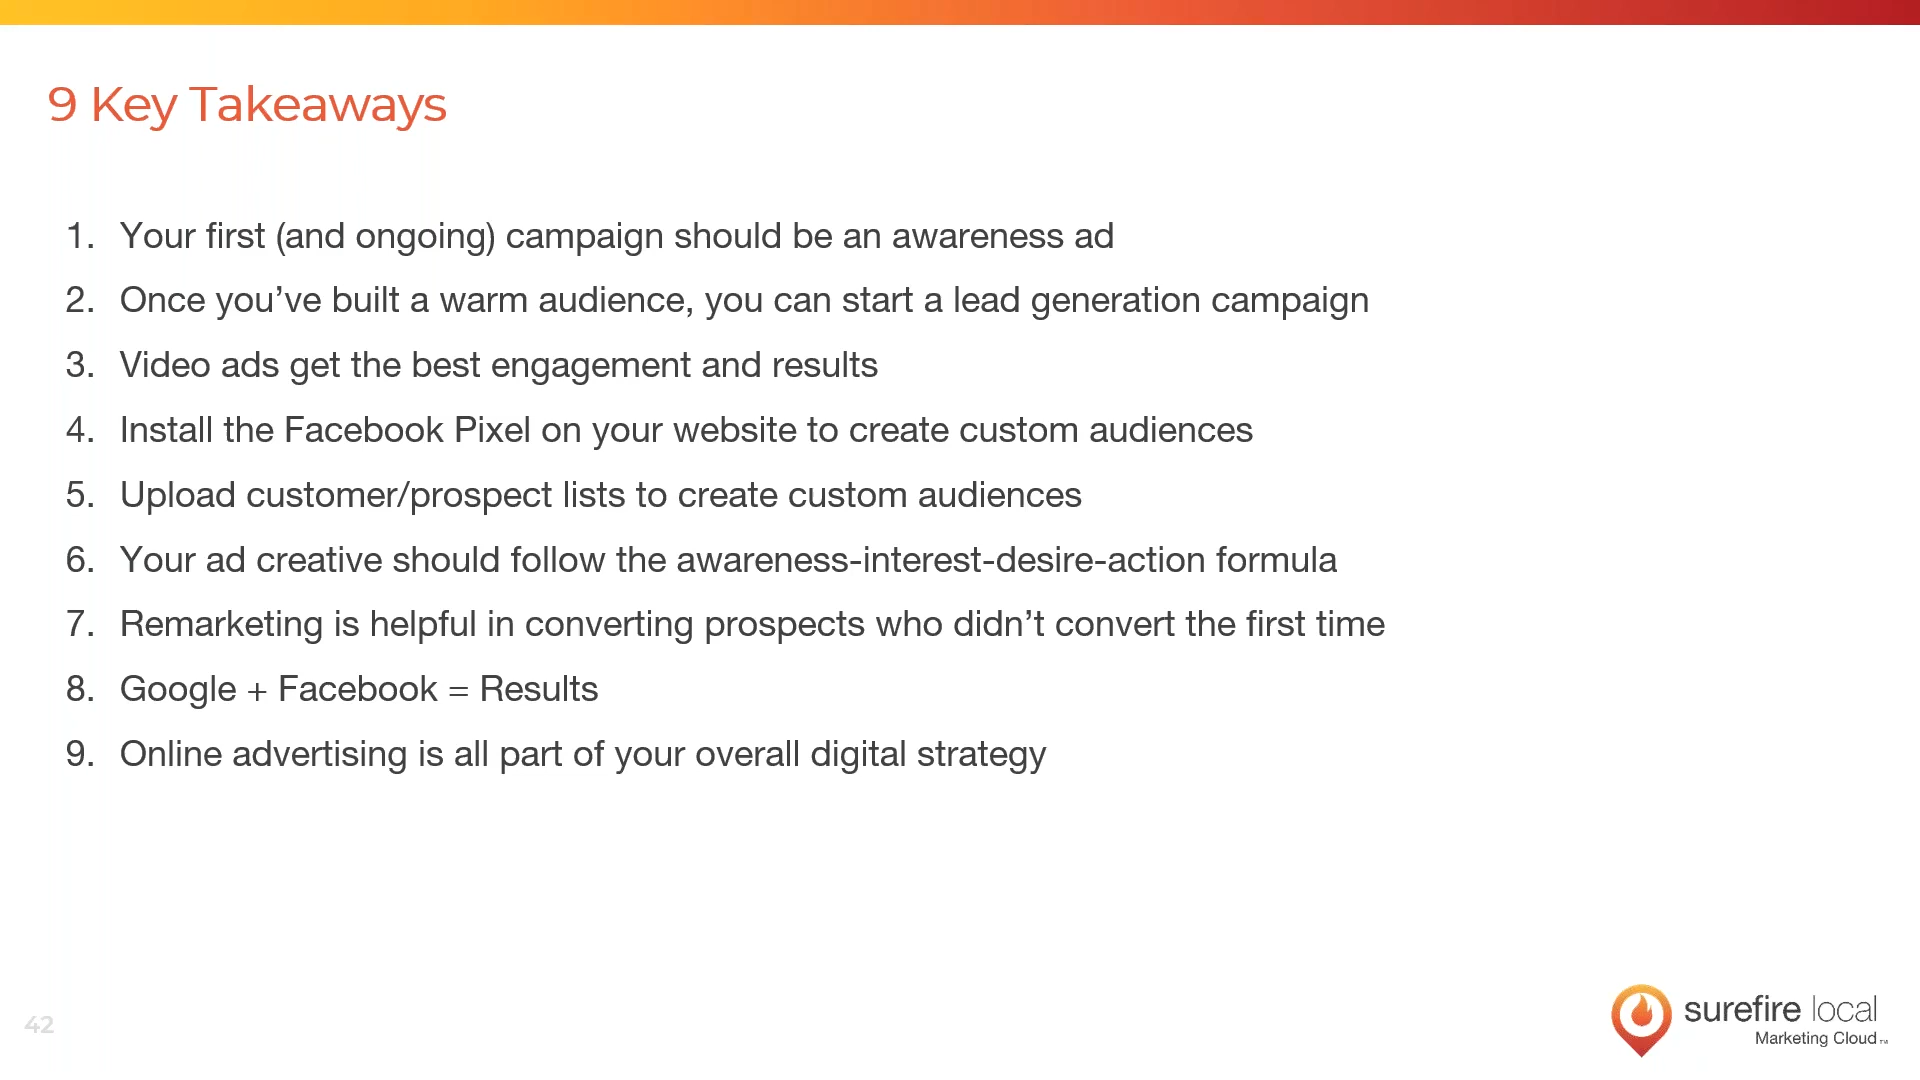 9 Key Takeaways
1. Your first (and ongoing) campaign should be an awareness ad
2. Once you’ve built a warm audience, you can start a lead generation campaign
3. Video ads get the best engagement and results
4. Install the Facebook Pixel on your website to create custom audiences
5. Upload customer/prospect lists to create custom audiences
6. Your ad creative should follow the awareness-interest-desire-action formula
7. Remarketing is helpful in converting prospects who didn’t convert the first time
8. Google + Facebook = Results
9. Online advertising is all part of your overall digital strategy
42
surefire local
Marketing Cloud™